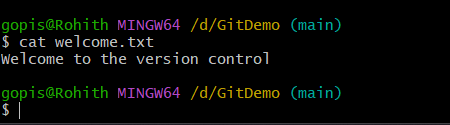 gopis@Rohith MINGW64 /d/GitDemo (main)
$ cat welcome.txt
Welcome to the version control
gopis@Rohith MINGW64 /d/GitDemo (main)
$